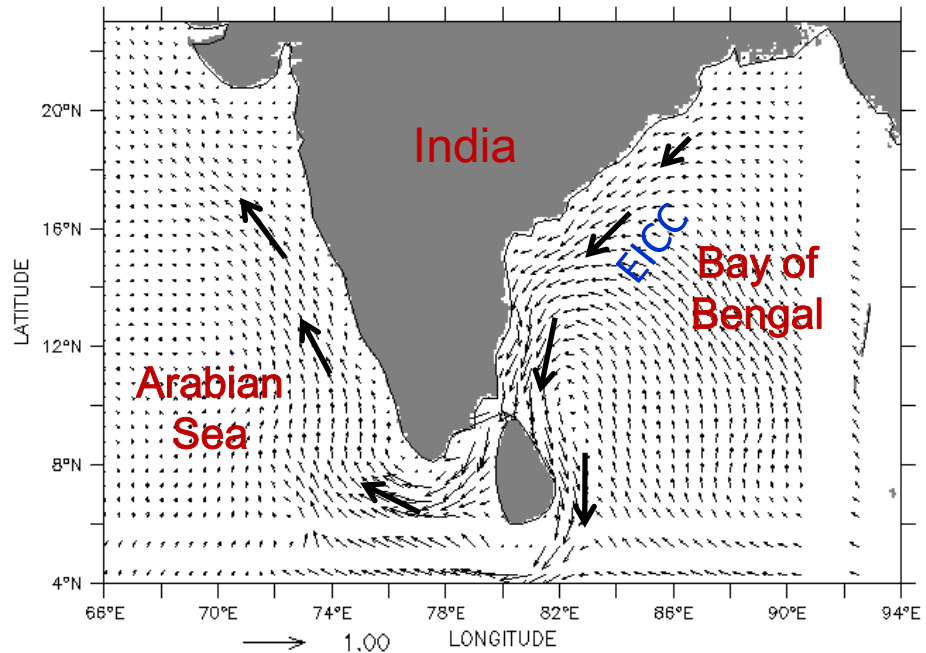 India
EICC
Bay of
Bengal
Arabian
Sea
LATITUDE
20°N
16°N
12°N
8°N
4°N
66°E
70°E
74°E
78°E
82°E
86°E
90°E
94°E
LONGITUDE
1.00